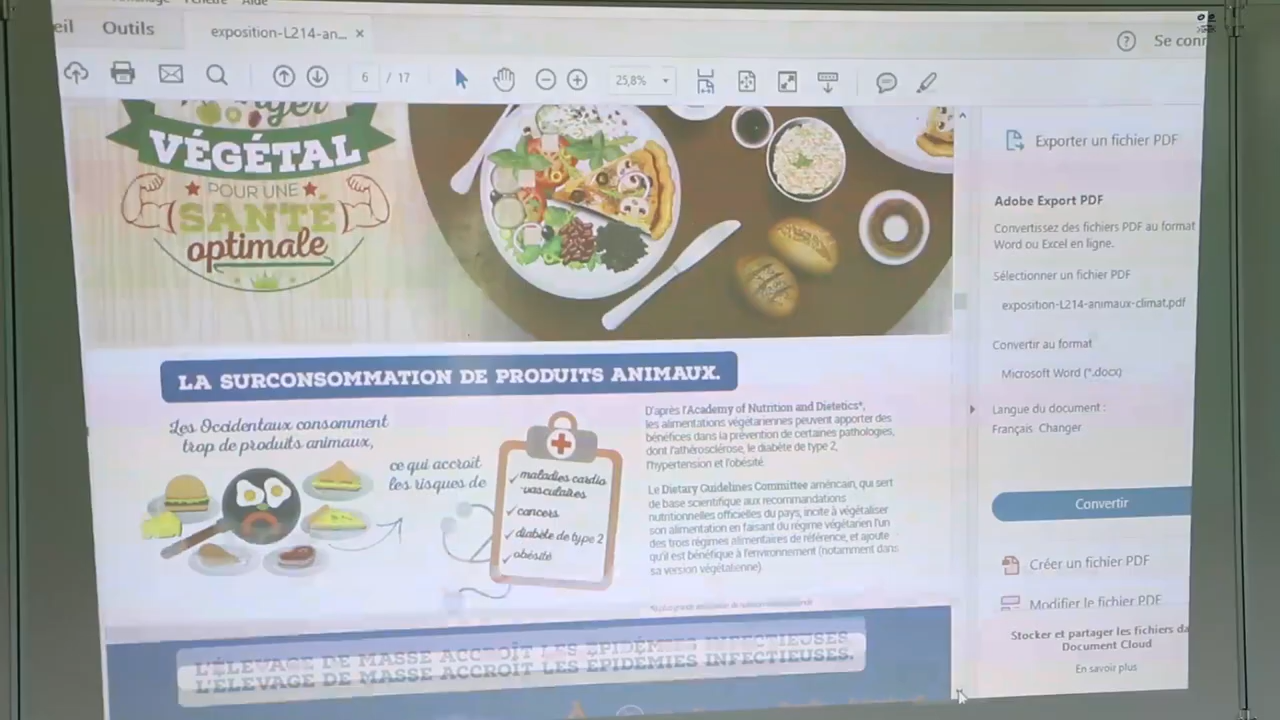 Aide
Outils
exposition-L214-an... ×
? Se conn
6 / 17
25,8%
VÉGÉTAL
POUR UNE
SANTÉ
optimale
LA SURCONSOMMATION DE PRODUITS ANIMAUX.
Les Occidentaux consomment
trop de produits animaux,
ce qui accroit
les risques de
maladies cardio
vasculaires
cancers
diabète de type 2
obésité
D'après l'Academy of Nutrition and Dietetics*,
les alimentations végétariennes peuvent apporter des
bénéfices dans la prévention de certaines pathologies,
dont l'athérosclérose, le diabète de type 2,
l'hypertension et l'obésité.
Le Dietary Guidelines Committee américain, qui sert
de base scientifique aux recommandations
nutritionnelles officielles du pays, incite à végétaliser
son alimentation en faisant du régime végétarien l'un
des trois régimes alimentaires de référence, et ajoute
qu'il est bénéfique à l'environnement (notamment dans
sa version végétalienne)
L'ÉLEVAGE DE MASSE ACCROÎT LES ÉPIDÉMIES INFECTIEUSES.
Exporter un fichier PDF
Adobe Export PDF
Convertissez des fichiers PDF au format
Word ou Excel en ligne.
Sélectionner un fichier PDF
exposition-L214-animaux-climat.pdf
Convertir au format
Microsoft Word (*.docx)
Langue du document :
Français Changer
Convertir
Créer un fichier PDF
Modifier le fichier PDF
Stocker et partager les fichiers da
Document Cloud
En savoir plus